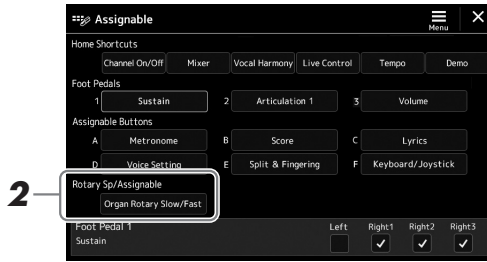 Assignable
Menu
Home Shortcuts
Channel On/Off Mixer Vocal Harmony Live Control Tempo Demo
Foot Pedals
1 Sustain 2 Articulation 1 3 Volume
Assignable Buttons
A Metronome B Score C Lyrics
D Voice Setting E Split & Fingering F Keyboard/Joystick
Rotary Sp/Assignable
2
Organ Rotary Slow/Fast
Foot Pedal 1 Left Right1 Right2 Right3
Sustain